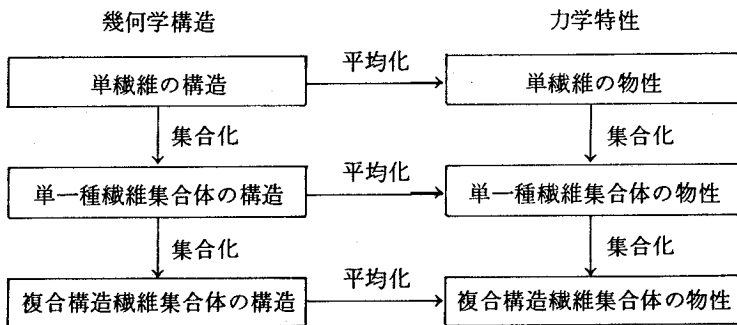 幾何学構造
力学特性
単繊維の構造
平均化
単繊維の物性
集合化
集合化
単一種繊維集合体の構造
平均化
単一種繊維集合体の物性
集合化
集合化
複合構造繊維集合体の構造
平均化
複合構造繊維集合体の物性